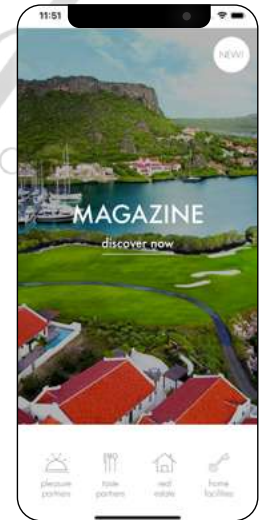 11:51
NEW!
MAGAZINE
discover now
pleasure partners
taste partners
real estate
home facilities